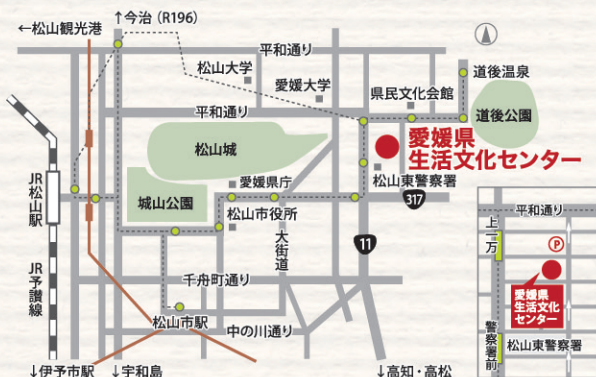 ↑今治（R196）
←松山観光港
平和通り
松山大学
愛媛大学
道後温泉
県民文化会館
平和通り
道後公園
松山城
愛媛県
生活文化センター
JR松山駅
愛媛県庁
松山東警察署
城山公園
317
松山市役所
大街道
11
JR予讃線
千舟町通り
松山市駅
中の川通り
↓伊予市駅
↓宇和島
↓高知・高松
平和通り
上一万
P
愛媛県
生活文化
センター
警察署前
松山東警察署